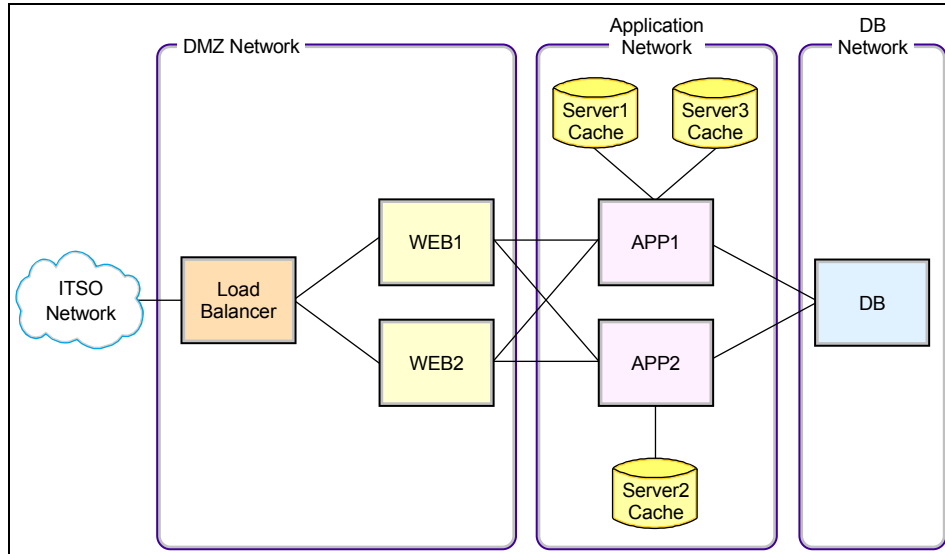 DMZ Network
Application
Network
DB
Network
Server1
Cache
Server3
Cache
WEB1
APP1
ITSO
Network
Load
Balancer
DB
WEB2
APP2
Server2
Cache